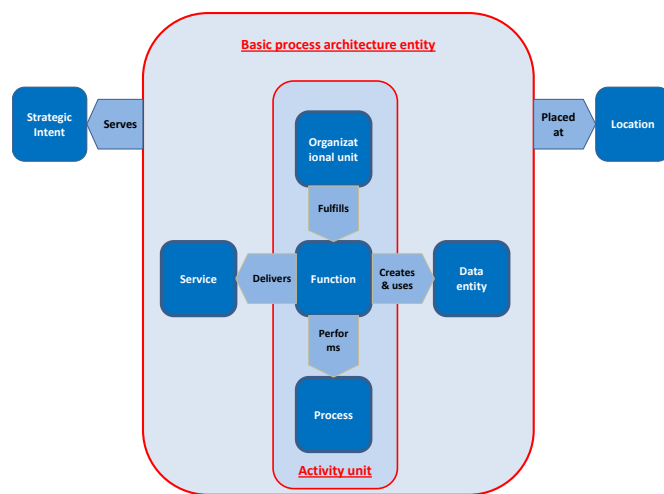 Basic process architecture entity
Strategic
Intent
Serves
Placed
at
Location
Organizat
ional unit
Fulfills
Service
Delivers
Function
Creates
& uses
Data
entity
Perfor
ms
Process
Activity unit